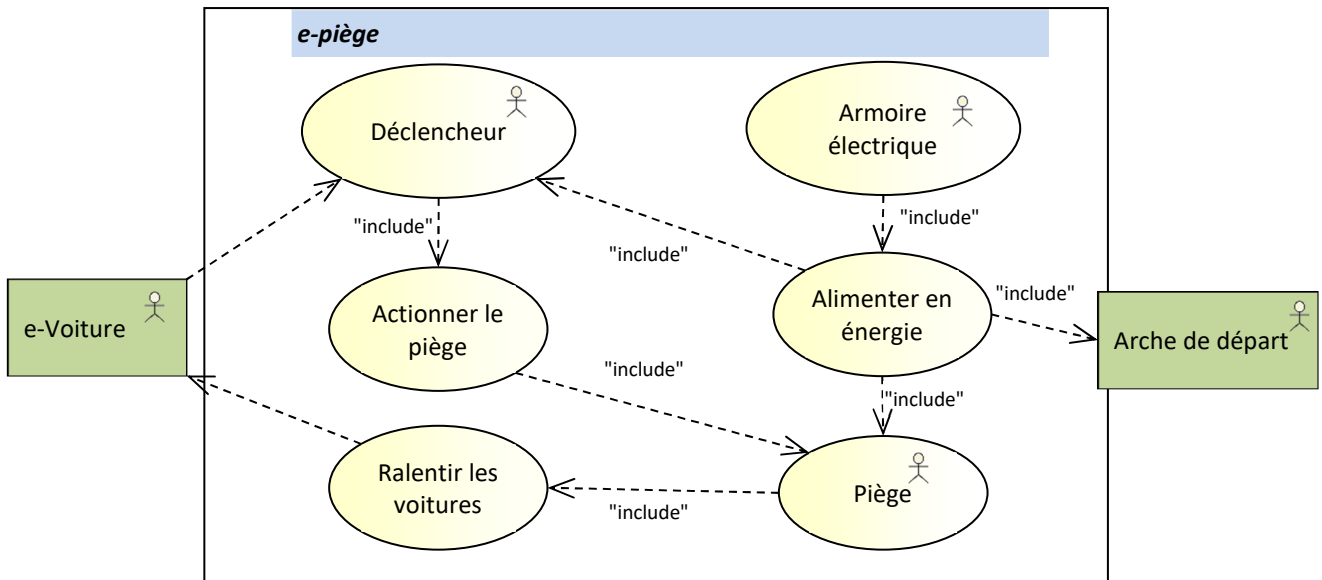 e-piège
Déclencheur
Armoire
électrique
"include"
"include"
"include"
e-Voiture
Actionner le
piège
Alimenter en
énergie
"include"
Arche de départ
"include"
"include"
Ralentir les
voitures
"include"
Piège